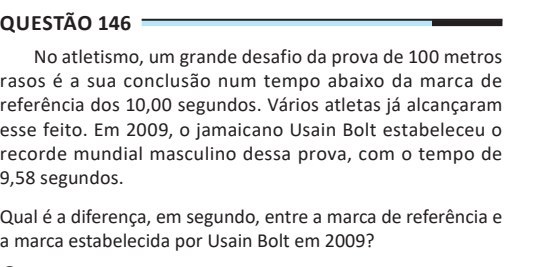 QUESTÃO 146
No atletismo, um grande desafio da prova de 100 metros
rasos é a sua conclusão num tempo abaixo da marca de
referência dos 10,00 segundos. Vários atletas já alcançaram
esse feito. Em 2009, o jamaicano Usain Bolt estabeleceu o
recorde mundial masculino dessa prova, com o tempo de
9,58 segundos.
Qual é a diferença, em segundo, entre a marca de referência e
a marca estabelecida por Usain Bolt em 2009?